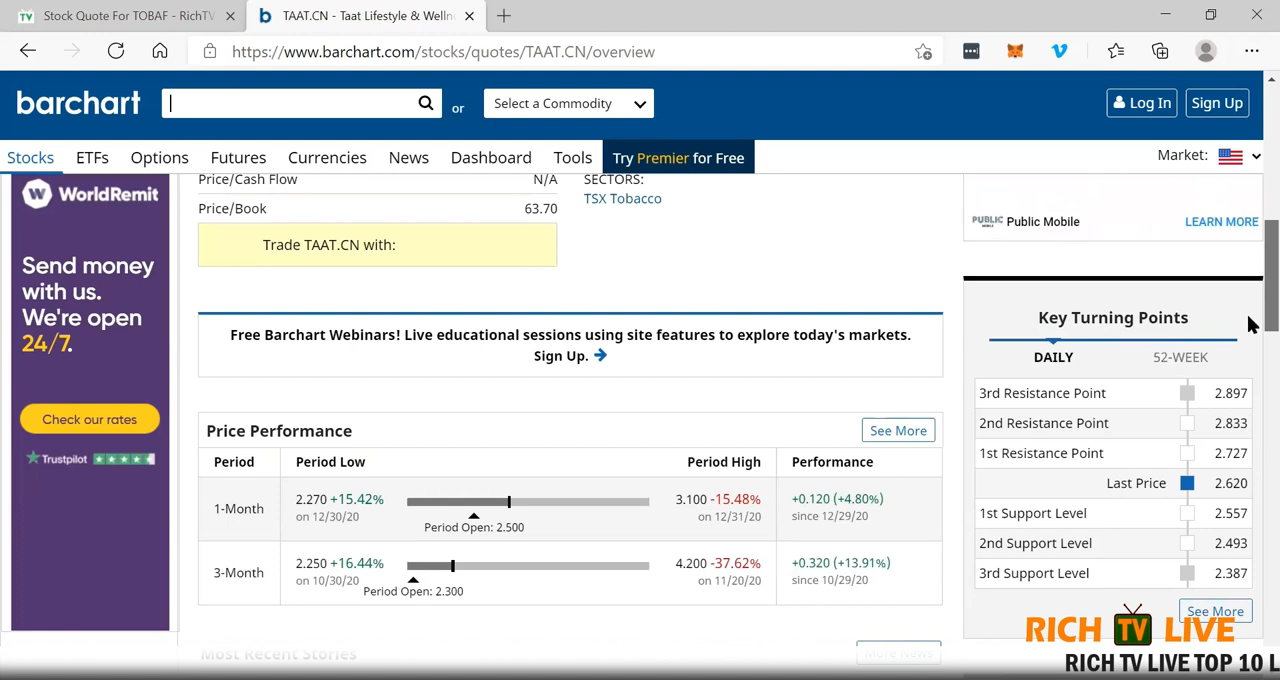 Stock Quote For TOBAF - RichTV
TAAT.CN - Taat Lifestyle & Welln
https://www.barchart.com/stocks/quotes/TAAT.CN/overview
barchart
or
Select a Commodity
Log In
Sign Up
Stocks ETFs Options Futures Currencies News Dashboard Tools Try Premier for Free
Market:
WorldRemit
Send money
with us.
We're open
24/7.
Check our rates
Trustpilot
Price/Cash Flow N/A
Price/Book 63.70
Trade TAAT.CN with:
SECTORS:
TSX Tobacco
PUBLIC Public Mobile LEARN MORE
Free Barchart Webinars! Live educational sessions using site features to explore today's markets.
Sign Up.
Price Performance See More
Period Period Low Period High Performance
1-Month
2.270 +15.42%
on 12/30/20
Period Open: 2.500
3.100 -15.48%
on 12/31/20
+0.120 (+4.80%)
since 12/29/20
3-Month
2.250 +16.44%
on 10/30/20
Period Open: 2.300
4.200 -37.62%
on 11/20/20
+0.320 (+13.91%)
since 10/29/20
Most Recent Stories More News
Key Turning Points
DAILY 52-WEEK
3rd Resistance Point 2.897
2nd Resistance Point 2.833
1st Resistance Point 2.727
Last Price 2.620
1st Support Level 2.557
2nd Support Level 2.493
3rd Support Level 2.387
See More
RICH TV LIVE
RICH TV LIVE TOP 10 L